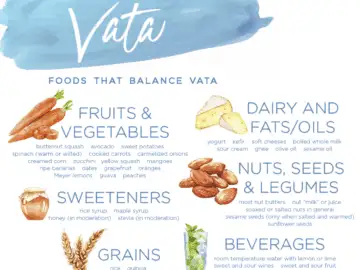 Vata
FOODS THAT BALANCE VATA
FRUITS &
VEGETABLES
butternut squash avocado sweet potatoes
spinach (warm or wilted) cooked carrots carmelized onions
creamed corn zucchini yellow squash mangoes
ripe bananas dates grapefruit oranges
Meyer lemons guava peaches
SWEETENERS
rice syrup maple syrup
honey (in moderation) stevia (in moderation)
GRAINS
rice quinoa
DAIRY AND
FATS/OILS
yogurt kefir soft cheeses boiled whole milk
sour cream ghee olive oil sesame oil
NUTS, SEEDS
& LEGUMES
most nut butters nut "milk" or juice
soaked or salted nuts in general
sesame seeds (only when salted and warmed)
sunflower seeds
BEVERAGES
room temperature water with lemon or lime
sweet and sour wines sweet and sour fruit